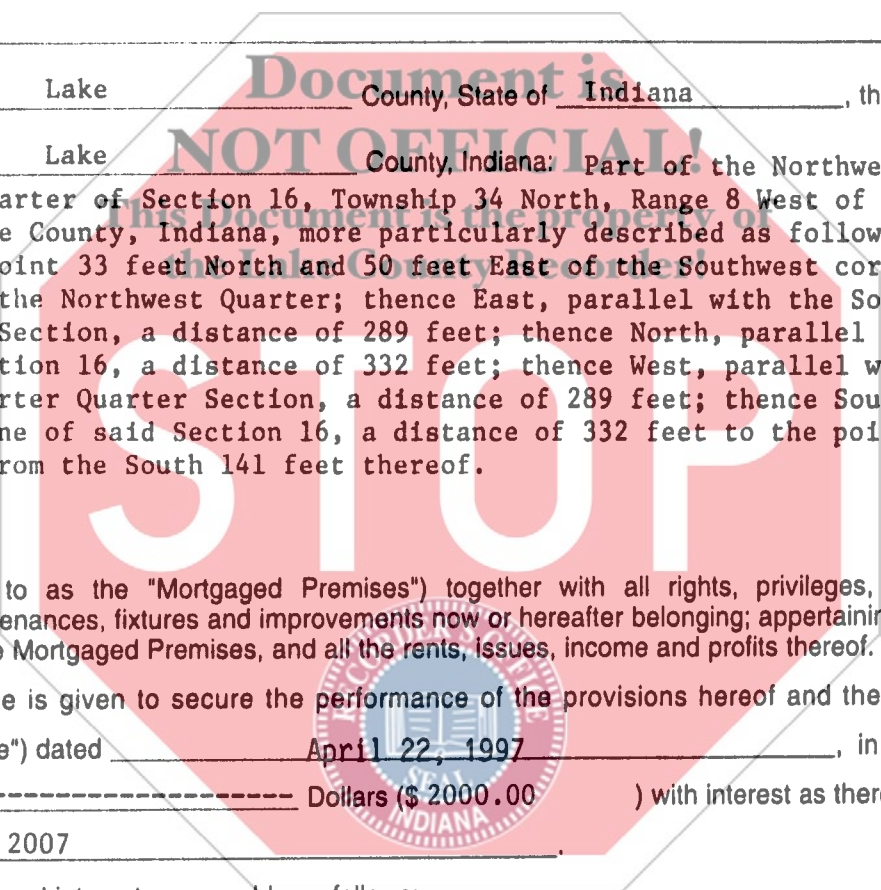 Document is
Lake County, State of Indiana, th
NOT OFFICIAL!
Lake County, Indiana: Part of the Northwe
arter of Section 16, Township 34 North, Range 8 West of
This Document is the property of
e County, Indiana, more particularly described as follow
the Lake County Recorder!
oint 33 feet North and 50 feet East of the Southwest cor
the Northwest Quarter; thence East, parallel with the So
Section, a distance of 289 feet; thence North, parallel
STOP
tion 16, a distance of 332 feet; thence West, parallel w
rter Quarter Section, a distance of 289 feet; thence Sou
ne of said Section 16, a distance of 332 feet to the poi
rom the South 141 feet thereof.
to as the "Mortgaged Premises") together with all rights, privileges,
enances, fixtures and improvements now or hereafter belonging; appertainin
e Mortgaged Premises, and all the rents, issues, income and profits thereof.
RECORDER'S OFFICE
e is given to secure the performance of the provisions hereof and the
e") dated April 22, 1997, in
SEAL
---------------------- Dollars ($ 2000.00 ) with interest as there
INDIANA
2007.